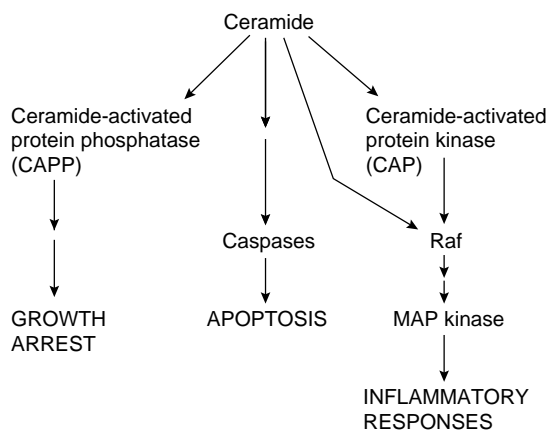 Ceramide
Ceramide-activated
protein phosphatase
(CAPP)
Ceramide-activated
protein kinase
(CAP)
Caspases
Raf
GROWTH
ARREST
APOPTOSIS
MAP kinase
INFLAMMATORY
RESPONSES